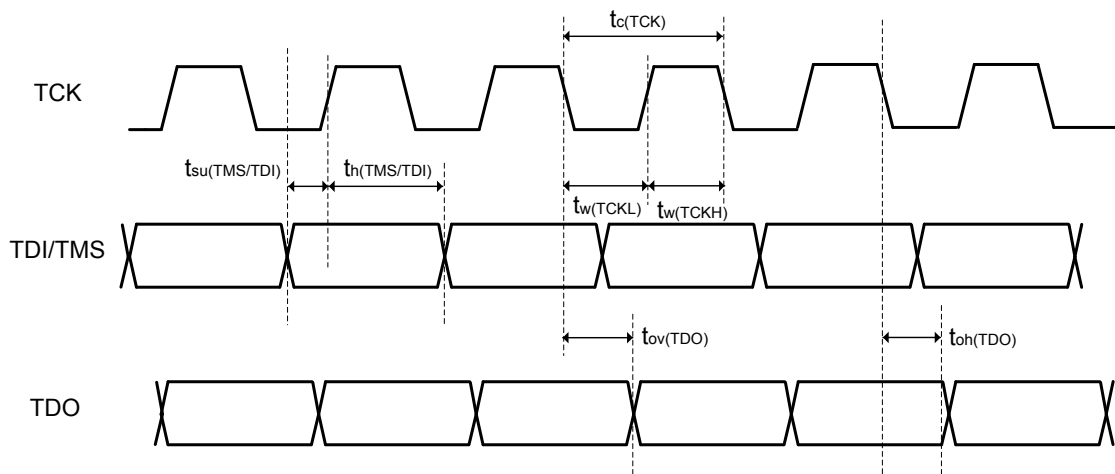 tc(TCK)
TCK
tsu(TMS/TDI)
th(TMS/TDI)
tw(TCKL)
tw(TCKH)
TDI/TMS
tov(TDO)
toh(TDO)
TDO